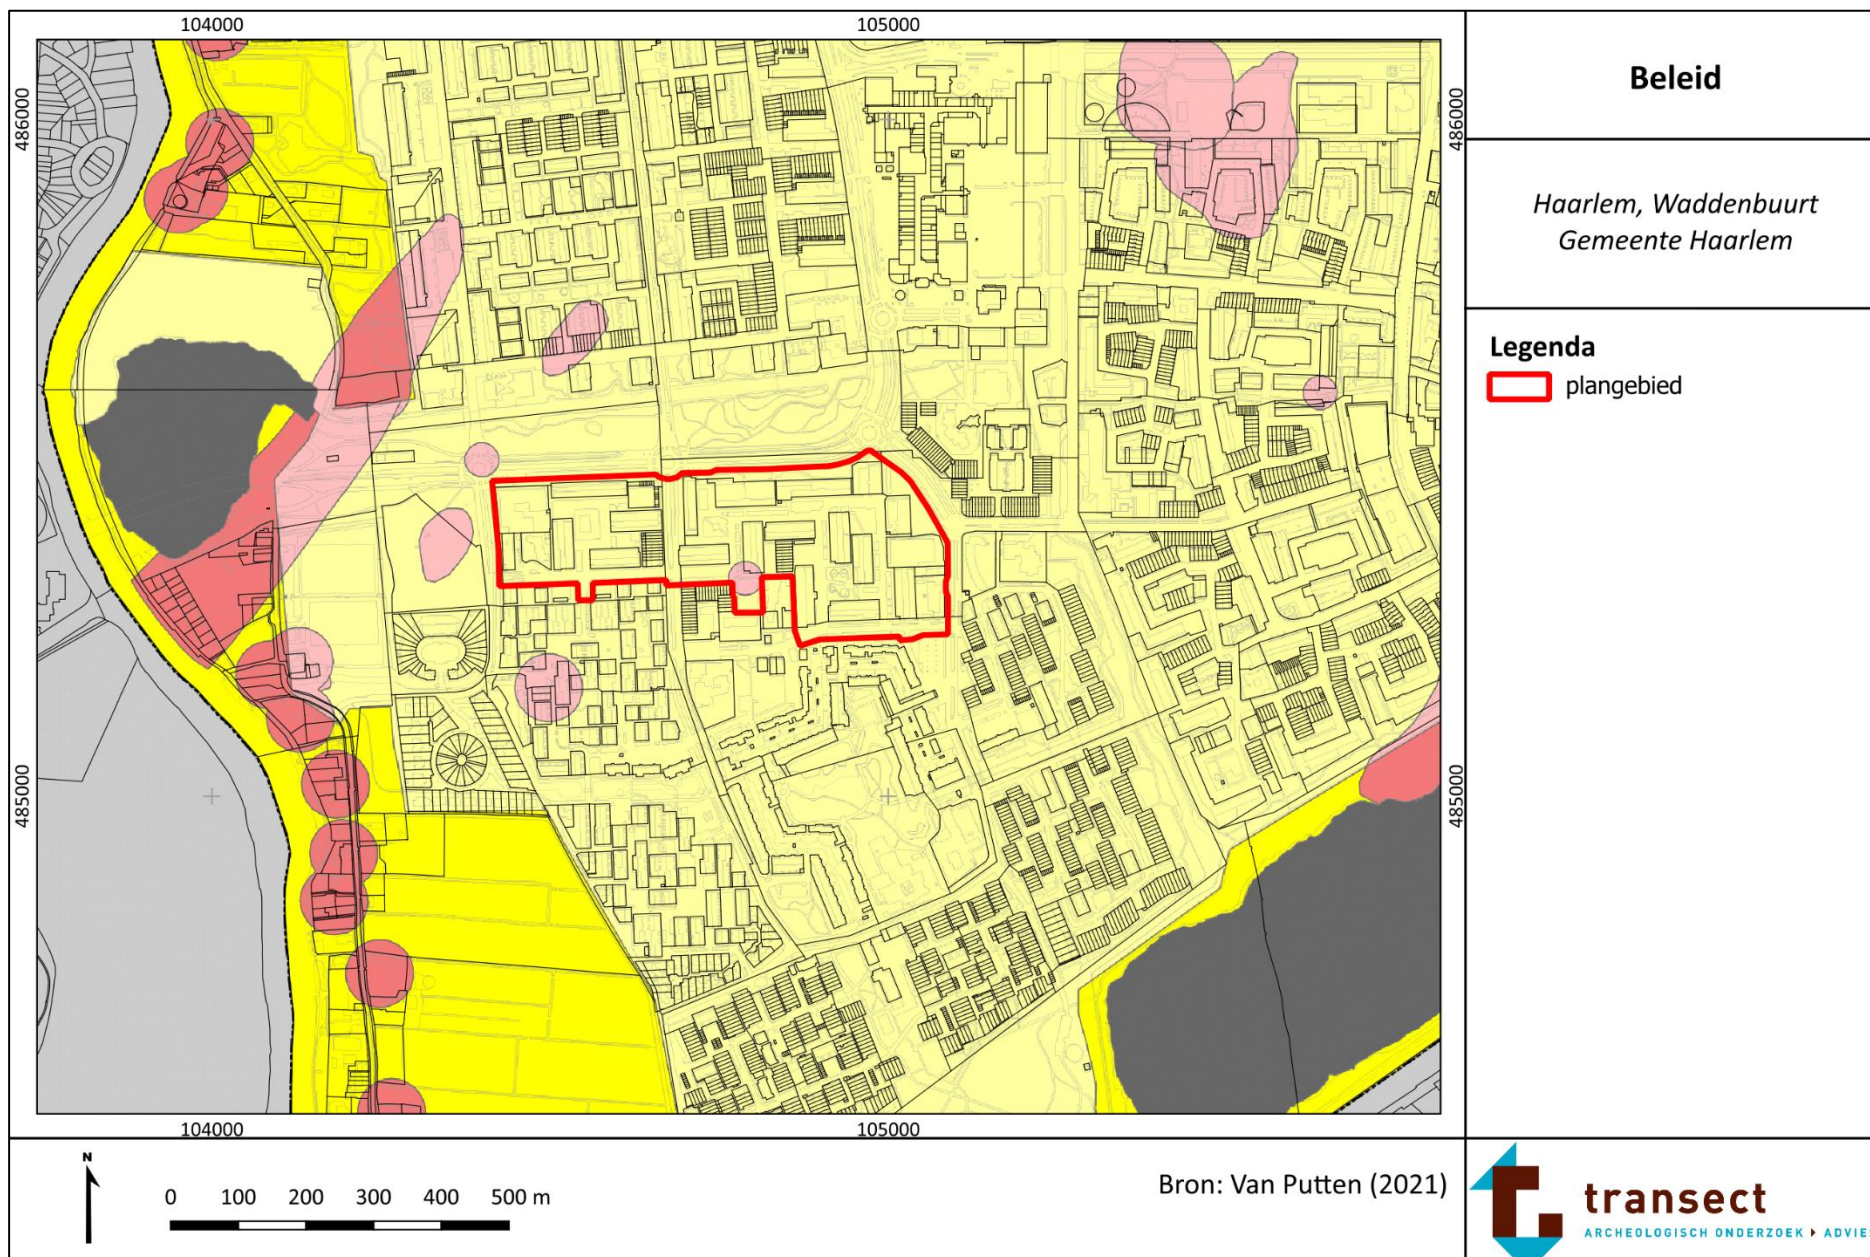 104000
105000
486000
486000
485000
485000
104000
105000
Beleid
Haarlem, Waddenbuurt
Gemeente Haarlem
Legenda
plangebied
N
0 100 200 300 400 500 m
Bron: Van Putten (2021)
transect
ARCHEOLOGISCH ONDERZOEK ▸ ADVIE